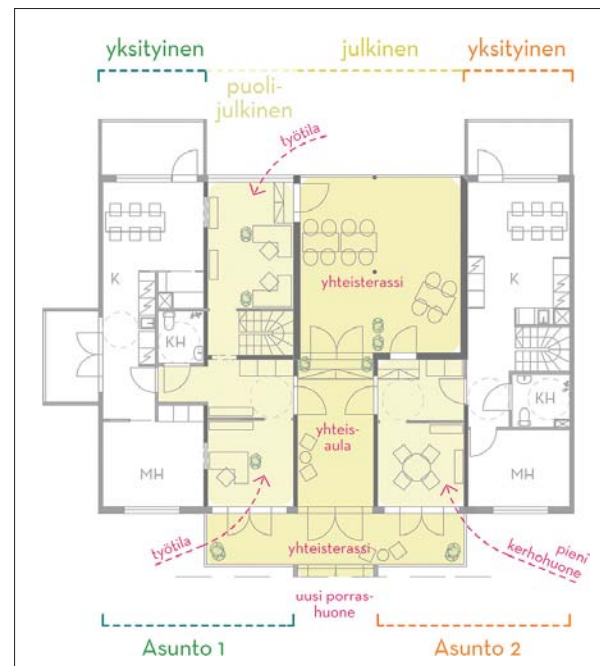 yksityinen
julkinen
yksityinen
puoli-
julkinen
työtila
K
yhteisterassi
K
KH
KH
yhteis-
aula
MH
MH
työtila
yhteisterassi
pieni
kerhohuone
uusi porras-
huone
Asunto 1
Asunto 2